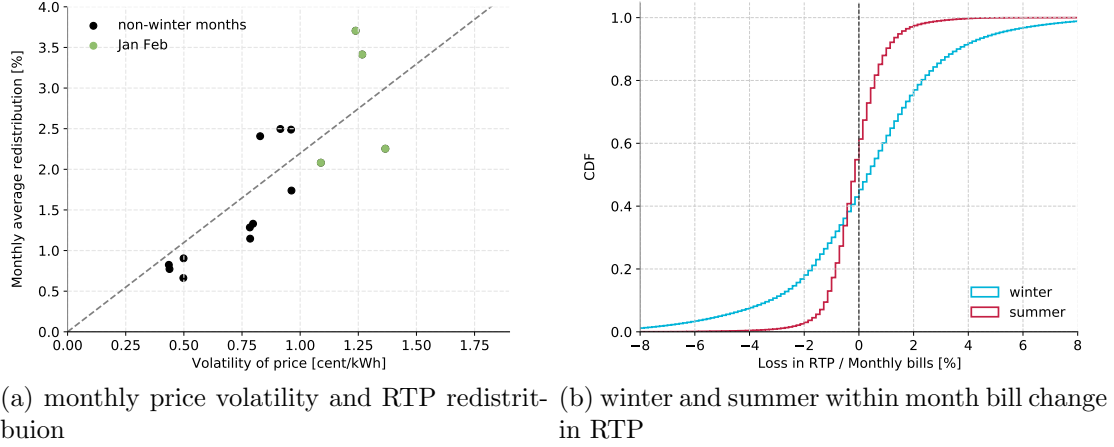 4.0
3.5
3.0
2.5
2.0
1.5
1.0
0.5
0.0
0.00 0.25 0.50 0.75 1.00 1.25 1.50 1.75
Monthly average redistribution [%]
Volatility of price [cent/kWh]
non-winter months
Jan Feb
1.0
0.8
0.6
0.4
0.2
0.0
−8 −6 −4 −2 0 2 4 6 8
CDF
Loss in RTP / Monthly bills [%]
winter
summer
(a) monthly price volatility and RTP redistrit-
buion
(b) winter and summer within month bill change
in RTP